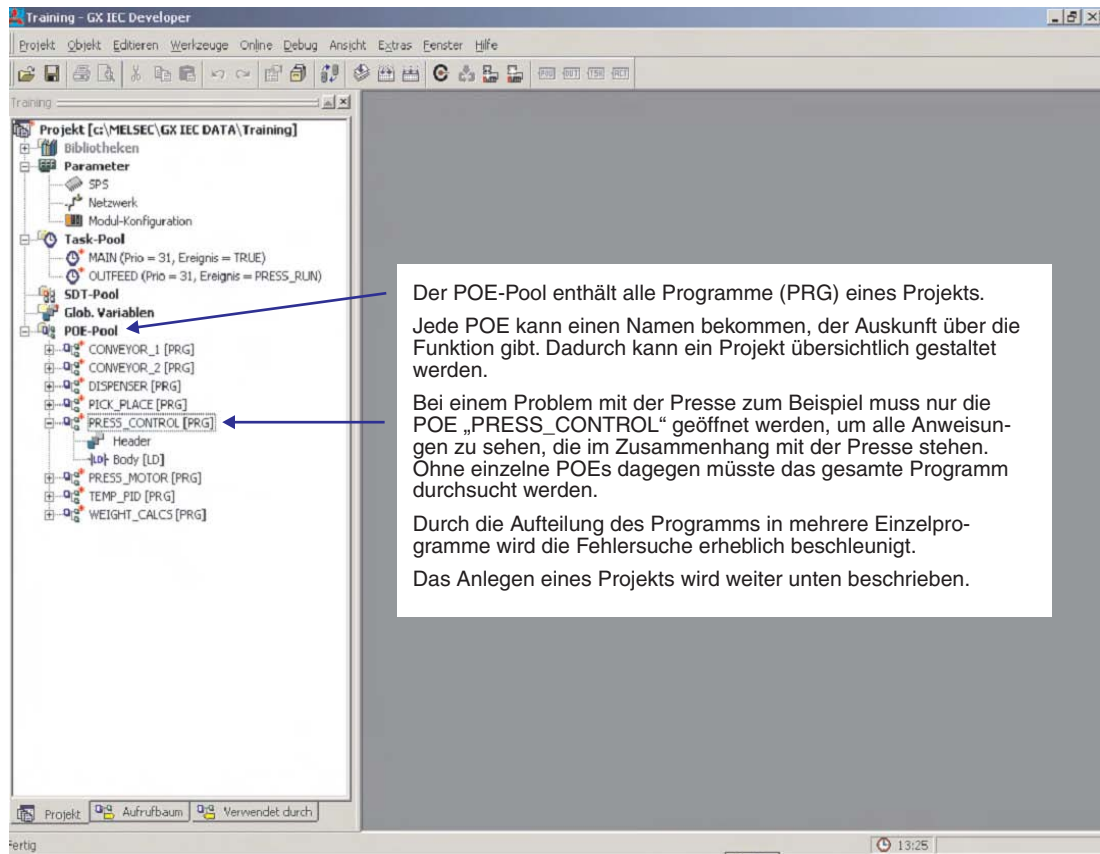 Training - GX IEC Developer
Projekt Objekt Editieren Werkzeuge Online Debug Ansicht Extras Fenster Hilfe
Training
Projekt [c:\MELSEC\GX IEC DATA\Training]
Bibliotheken
Parameter
SPS
Netzwerk
Modul-Konfiguration
Task-Pool
MAIN (Prio = 31, Ereignis = TRUE)
OUTFEED (Prio = 31, Ereignis = PRESS_RUN)
SDT-Pool
Glob. Variablen
POE-Pool
CONVEYOR_1 [PRG]
CONVEYOR_2 [PRG]
DISPENSER [PRG]
PICK_PLACE [PRG]
PRESS_CONTROL [PRG]
Header
Body [LD]
PRESS_MOTOR [PRG]
TEMP_PID [PRG]
WEIGHT_CALCS [PRG]
Der POE-Pool enthält alle Programme (PRG) eines Projekts.
Jede POE kann einen Namen bekommen, der Auskunft über die
Funktion gibt. Dadurch kann ein Projekt übersichtlich gestaltet
werden.
Bei einem Problem mit der Presse zum Beispiel muss nur die
POE „PRESS_CONTROL“ geöffnet werden, um alle Anweisun-
gen zu sehen, die im Zusammenhang mit der Presse stehen.
Ohne einzelne POEs dagegen müsste das gesamte Programm
durchsucht werden.
Durch die Aufteilung des Programms in mehrere Einzelpro-
gramme wird die Fehlersuche erheblich beschleunigt.
Das Anlegen eines Projekts wird weiter unten beschrieben.
Projekt Aufrufbaum Verwendet durch
Fertig 13:25